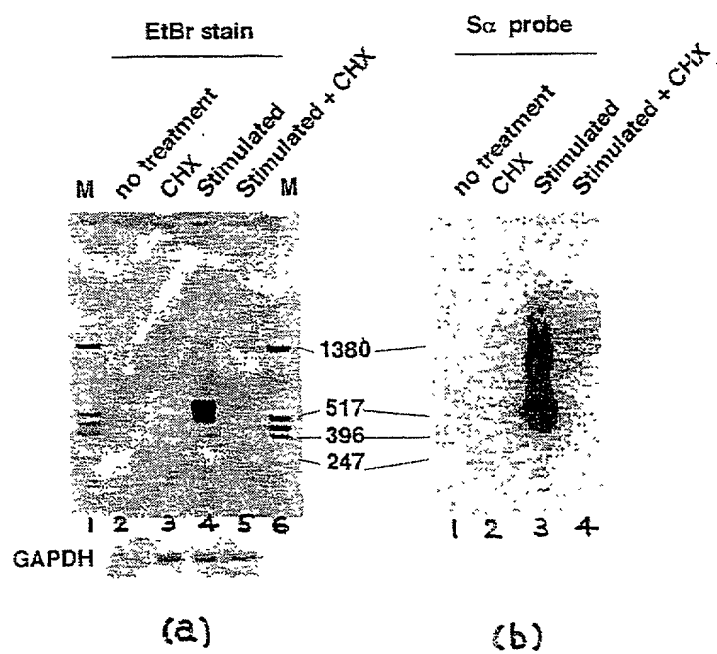 EtBr stain
Sα probe
M
no treatment
CHX
Stimulated
Stimulated + CHX
M
no treatment
CHX
Stimulated
Stimulated + CHX
1380
517
396
247
1 2 3 4 5 6
1 2 3 4
GAPDH
(a)
(b)